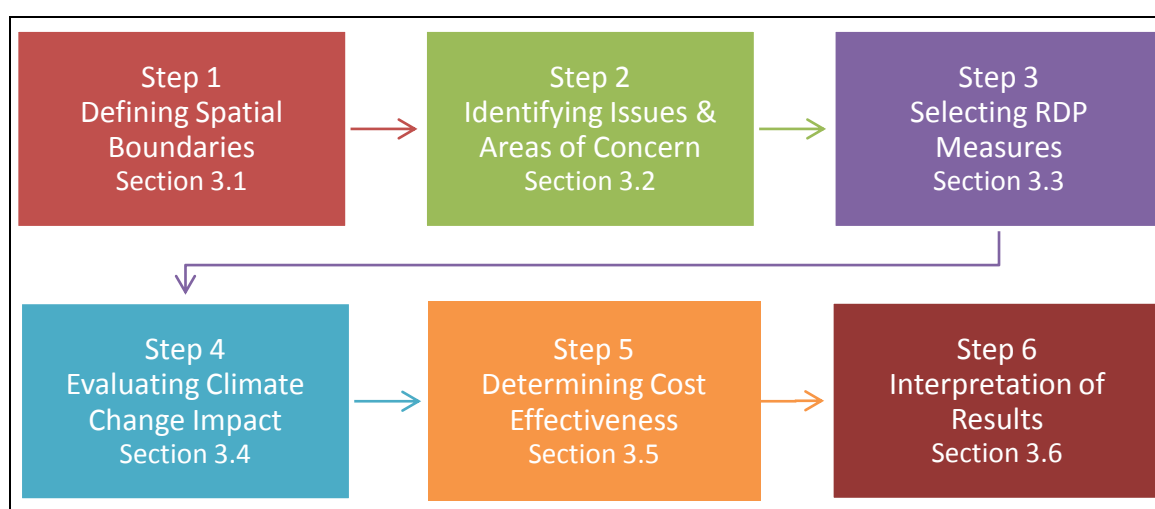 Step 1
Defining Spatial
Boundaries
Section 3.1
Step 2
Identifying Issues &
Areas of Concern
Section 3.2
Step 3
Selecting RDP
Measures
Section 3.3
Step 4
Evaluating Climate
Change Impact
Section 3.4
Step 5
Determining Cost
Effectiveness
Section 3.5
Step 6
Interpretation of
Results
Section 3.6